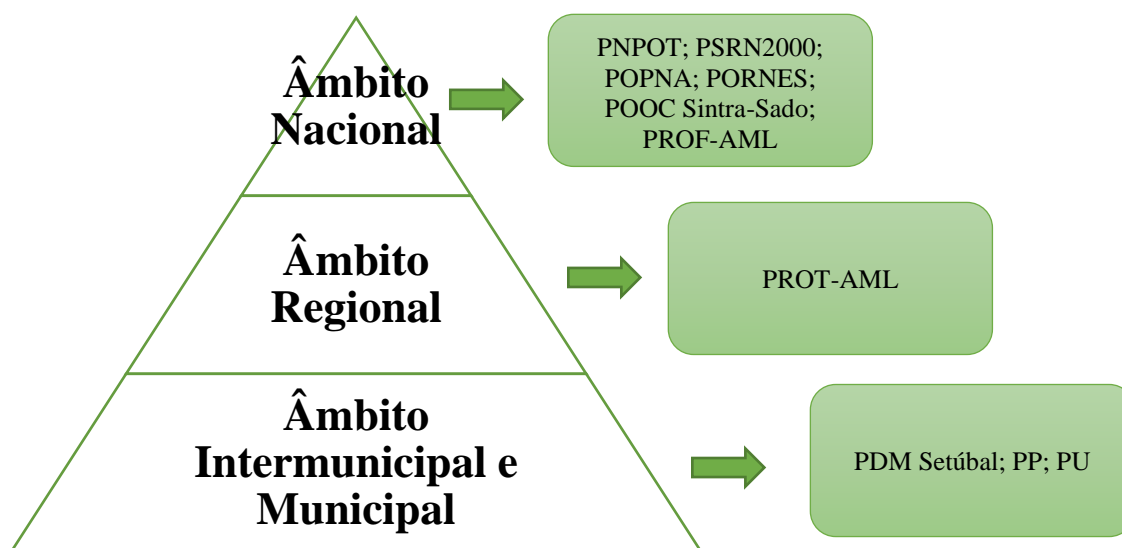 Âmbito
Nacional
PNPOT; PSRN2000;
POPNA; PORNES;
POOC Sintra-Sado;
PROF-AML
Âmbito
Regional
PROT-AML
Âmbito
Intermunicipal e
Municipal
PDM Setúbal; PP; PU